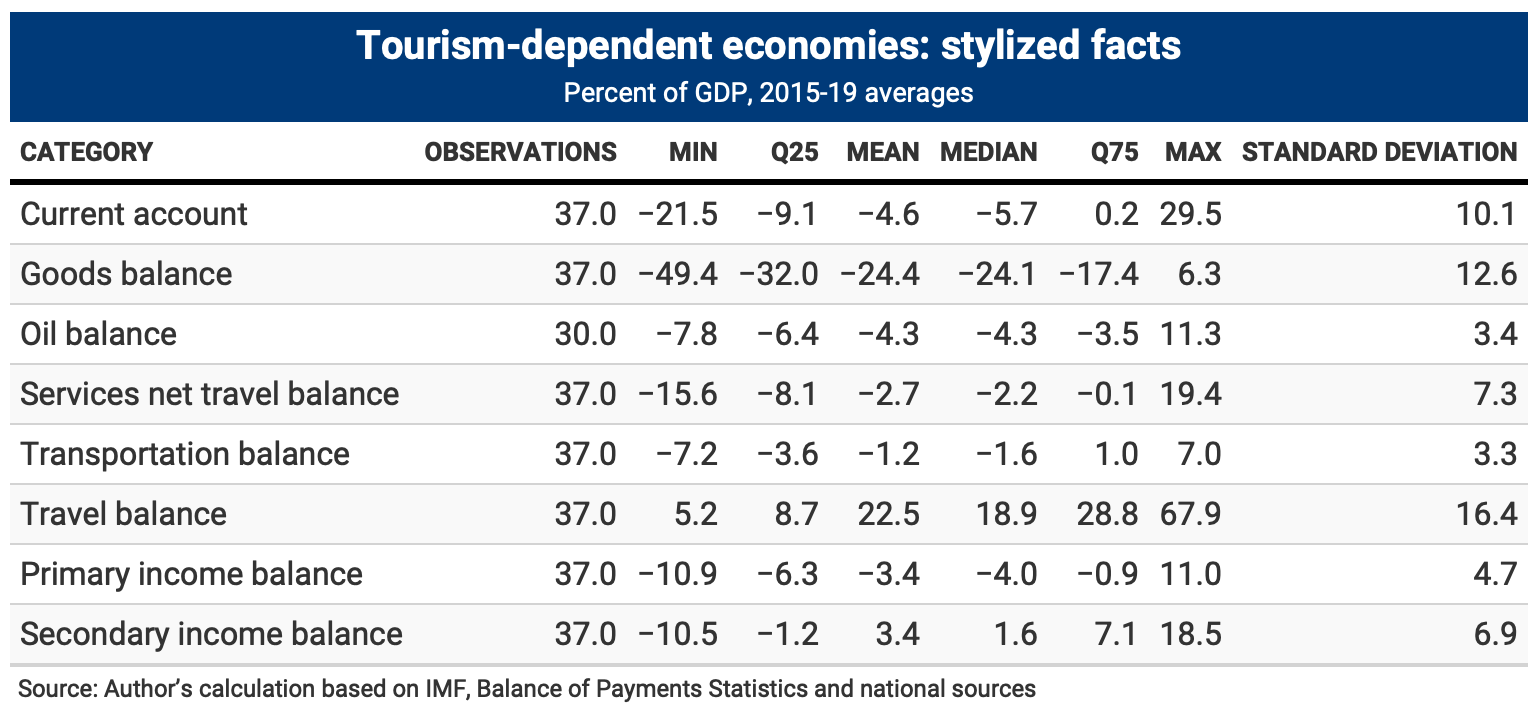 Tourism-dependent economies: stylized facts
Percent of GDP, 2015-19 averages
CATEGORY OBSERVATIONS MIN Q25 MEAN MEDIAN Q75 MAX STANDARD DEVIATION
Current account 37.0 −21.5 −9.1 −4.6 −5.7 0.2 29.5 10.1
Goods balance 37.0 −49.4 −32.0 −24.4 −24.1 −17.4 6.3 12.6
Oil balance 30.0 −7.8 −6.4 −4.3 −4.3 −3.5 11.3 3.4
Services net travel balance 37.0 −15.6 −8.1 −2.7 −2.2 −0.1 19.4 7.3
Transportation balance 37.0 −7.2 −3.6 −1.2 −1.6 1.0 7.0 3.3
Travel balance 37.0 5.2 8.7 22.5 18.9 28.8 67.9 16.4
Primary income balance 37.0 −10.9 −6.3 −3.4 −4.0 −0.9 11.0 4.7
Secondary income balance 37.0 −10.5 −1.2 3.4 1.6 7.1 18.5 6.9
Source: Author’s calculation based on IMF, Balance of Payments Statistics and national sources